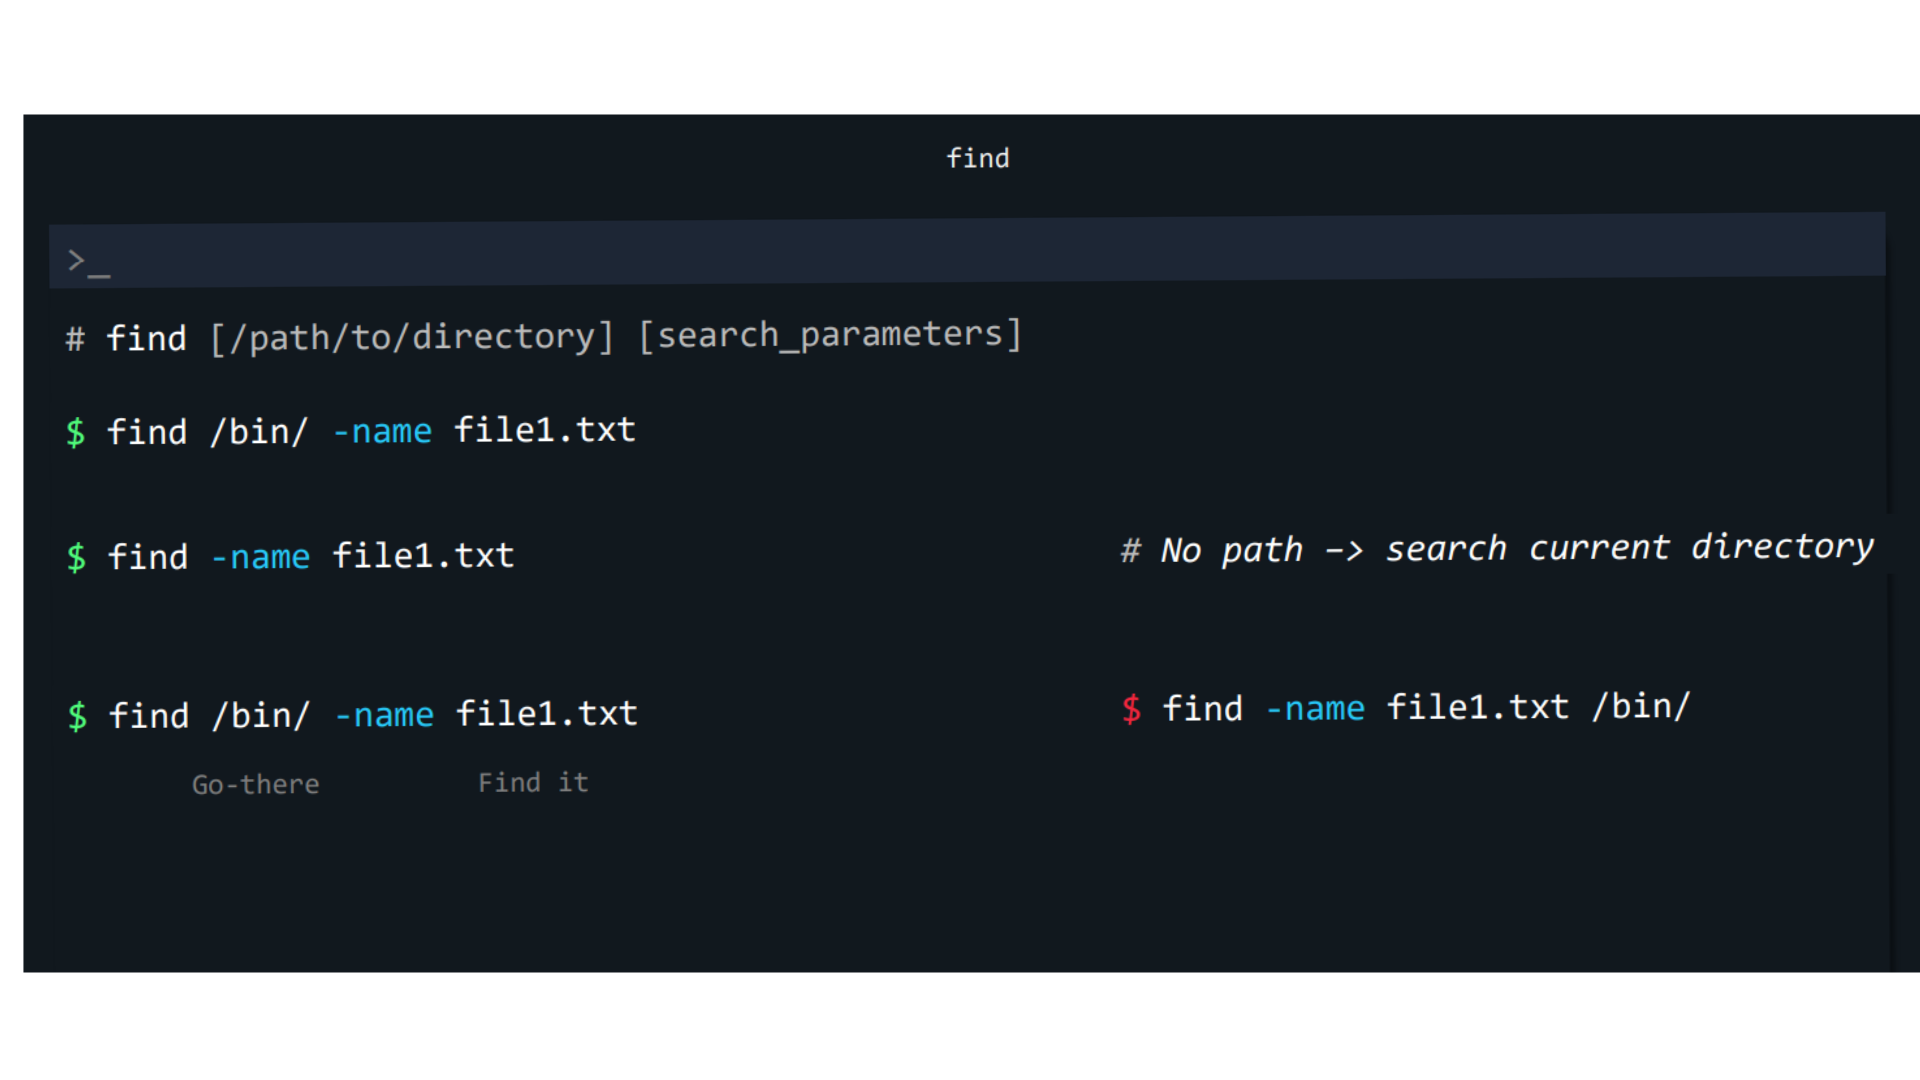 find
>_
# find [/path/to/directory] [search_parameters]
$ find /bin/ -name file1.txt
$ find -name file1.txt # No path –> search current directory
$ find /bin/ -name file1.txt $ find -name file1.txt /bin/
Go-there Find it